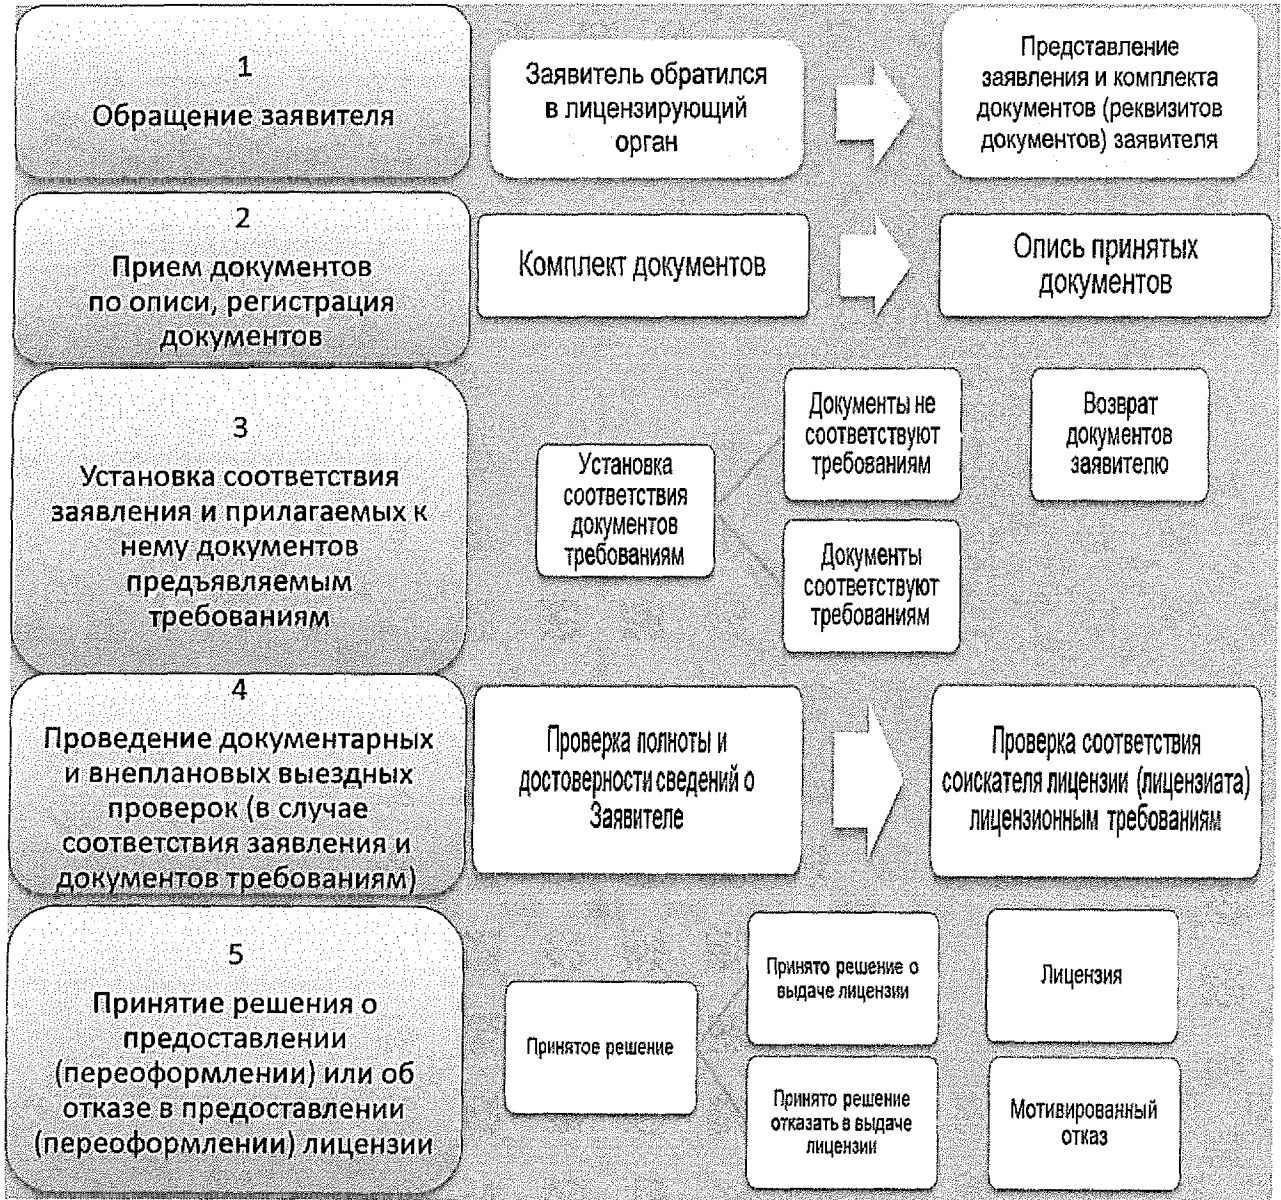 1
Обращение заявителя
Заявитель обратился
в лицензирующий
орган
Представление
заявления и комплекта
документов (реквизитов
документов) заявителя
2
Прием документов
по описи, регистрация
документов
Комплект документов
Опись принятых
документов
3
Установка соответствия
заявления и прилагаемых к
нему документов
предъявляемым
требованиям
Установка
соответствия
документов
требованиям
Документы не
соответствуют
требованиям
Возврат
документов
заявителю
Документы
соответствуют
требованиям
4
Проведение документарных
и внеплановых выездных
проверок (в случае
соответствия заявления и
документов требованиям)
Проверка полноты и
достоверности сведений о
Заявителе
Проверка соответствия
соискателя лицензии (лицензиата)
лицензионным требованиям
5
Принятие решения о
предоставлении
(переоформлении) или об
отказе в предоставлении
(переоформлении) лицензии
Принятое решение
Принято решение о
выдаче лицензии
Лицензия
Принято решение
отказать в выдаче
лицензии
Мотивированный
отказ